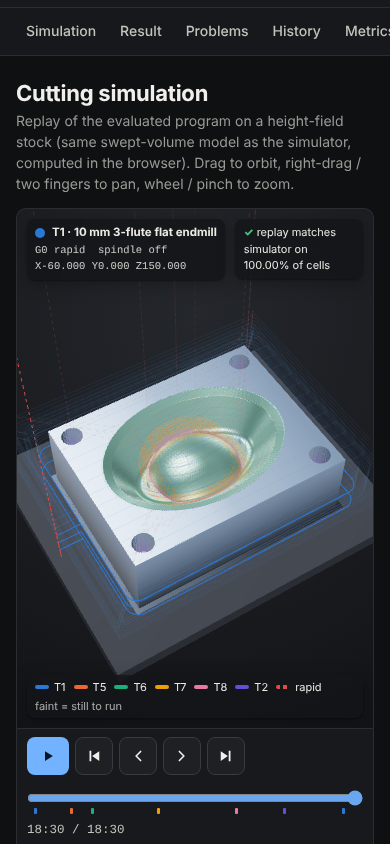 Simulation Result Problems History Metrics
Cutting simulation
Replay of the evaluated program on a height-field
stock (same swept-volume model as the simulator,
computed in the browser). Drag to orbit, right-drag /
two fingers to pan, wheel / pinch to zoom.
T1 · 10 mm 3-flute flat endmill
G0 rapid spindle off
X-60.000 Y0.000 Z150.000
✓ replay matches
simulator on
100.00% of cells
T1 T5 T6 T7 T8 T2 rapid
faint = still to run
18:30 / 18:30